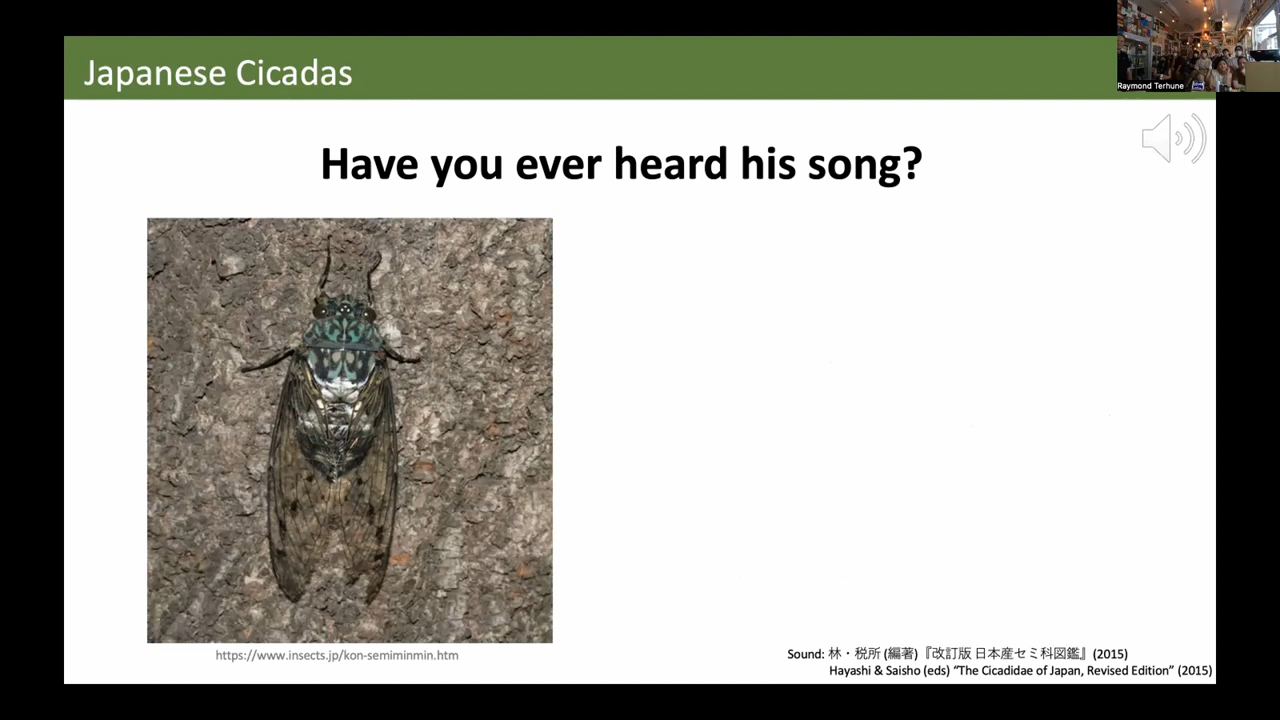 Japanese Cicadas
Raymond Terhune
Have you ever heard his song?
https://www.insects.jp/kon-semiminmin.htm
Sound: 林・税所 (編著)『改訂版 日本産セミ科図鑑』(2015)
Hayashi & Saisho (eds) “The Cicadidae of Japan, Revised Edition” (2015)